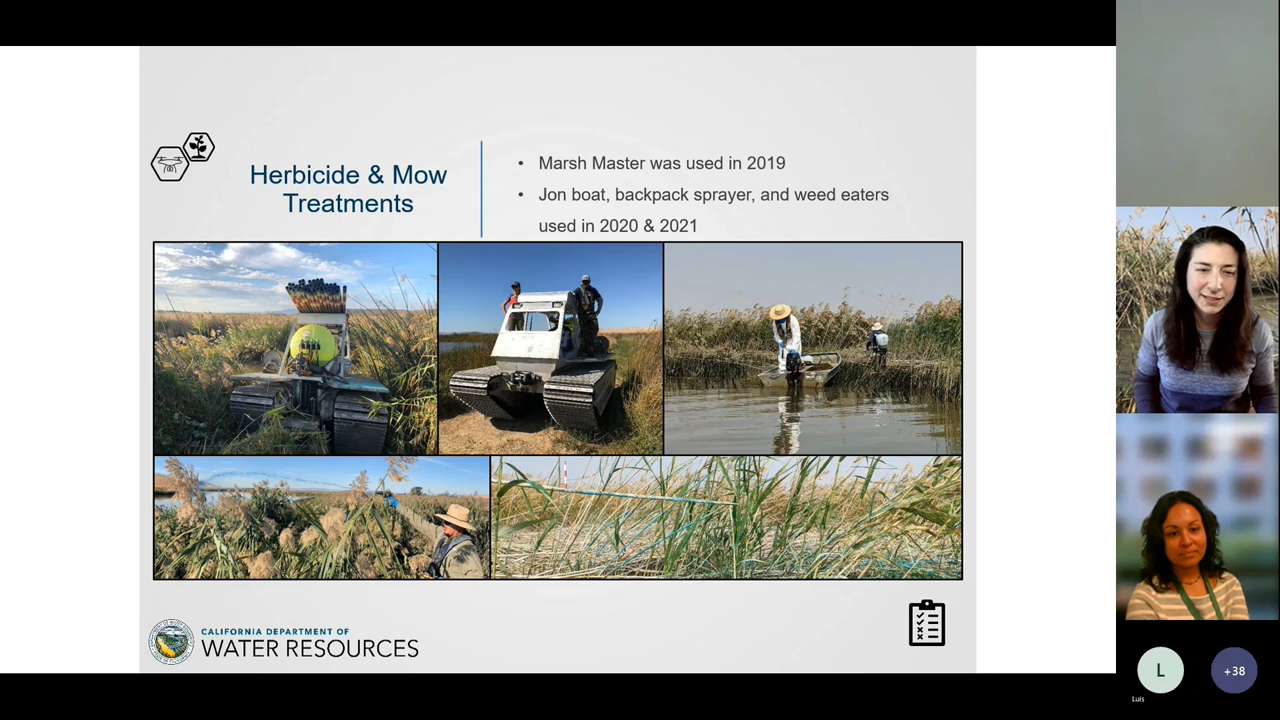 Herbicide & Mow
Treatments
• Marsh Master was used in 2019
• Jon boat, backpack sprayer, and weed eaters
used in 2020 & 2021
CALIFORNIA DEPARTMENT OF
WATER RESOURCES
L
Luis
+38